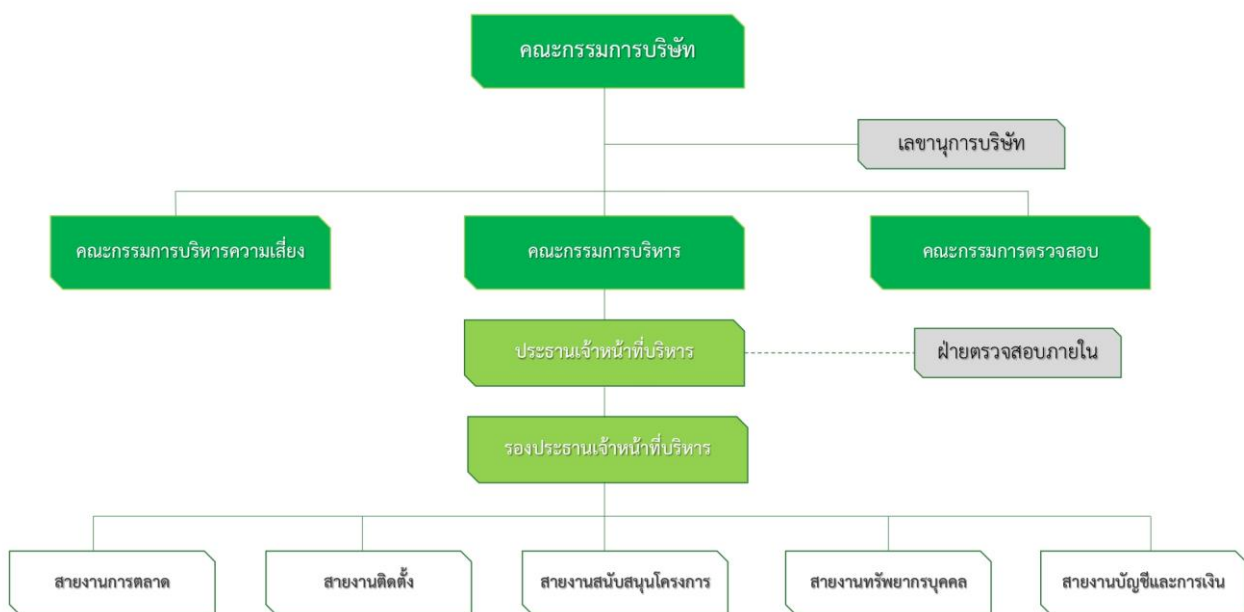 คณะกรรมการบริษัท
เลขานุการบริษัท
คณะกรรมการบริหารความเสี่ยง
คณะกรรมการบริหาร
คณะกรรมการตรวจสอบ
ประธานเจ้าหน้าที่บริหาร
ฝ่ายตรวจสอบภายใน
รองประธานเจ้าหน้าที่บริหาร
สายงานการตลาด
สายงานติดตั้ง
สายงานสนับสนุนโครงการ
สายงานทรัพยากรบุคคล
สายงานบัญชีและการเงิน